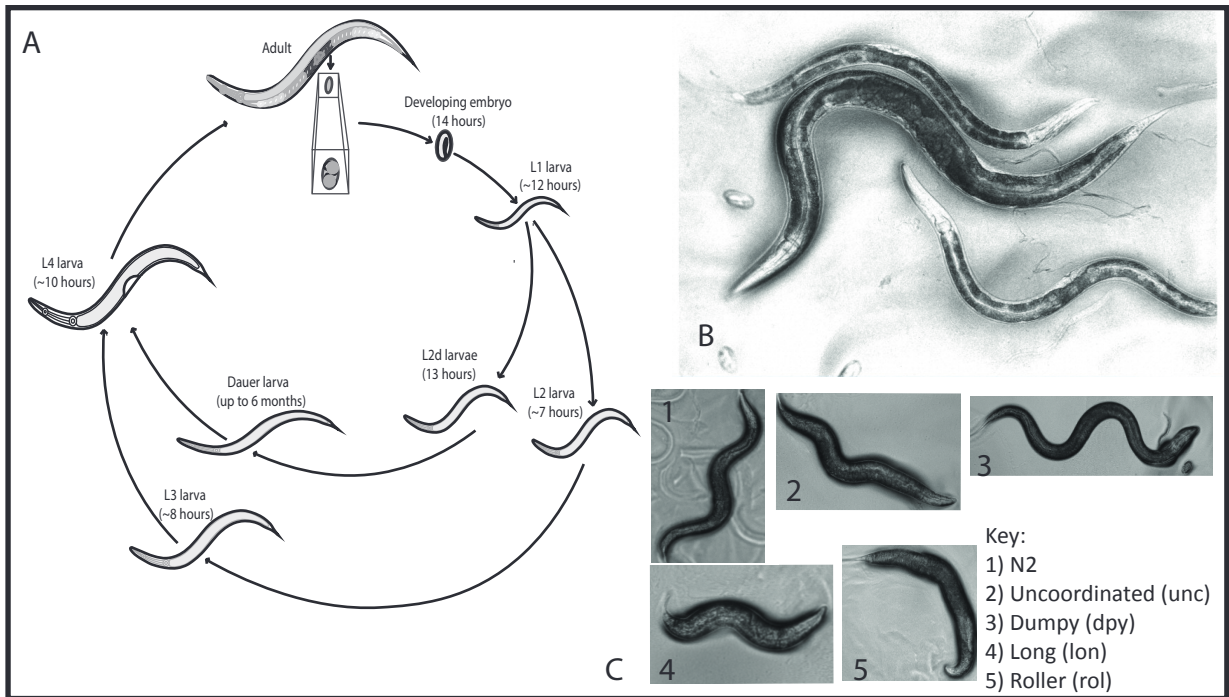 A
Adult
Developing embryo
(14 hours)
L1 larva
(~12 hours)
L4 larva
(~10 hours)
L2d larvae
(13 hours)
Dauer larva
(up to 6 months)
L2 larva
(~7 hours)
L3 larva
(~8 hours)
B
C
1
2
3
4
5
Key:
1) N2
2) Uncoordinated (unc)
3) Dumpy (dpy)
4) Long (lon)
5) Roller (rol)